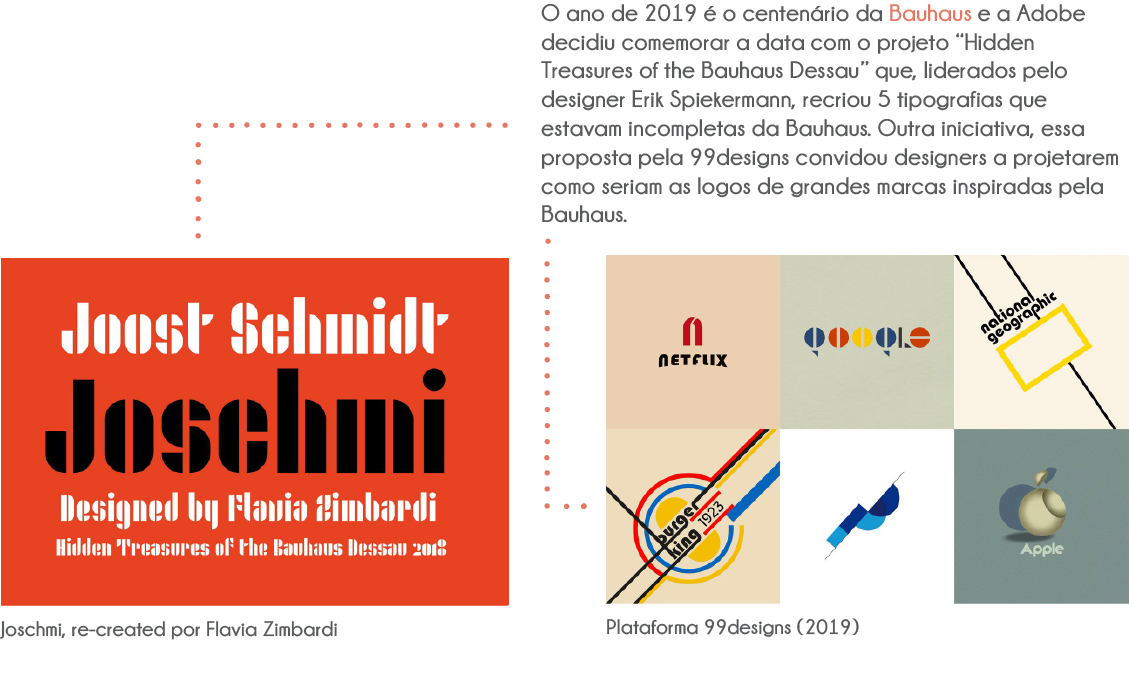 O ano de 2019 é o centenário da Bauhaus e a Adobe
decidiu comemorar a data com o projeto “Hidden
Treasures of the Bauhaus Dessau” que, liderados pelo
designer Erik Spiekermann, recriou 5 tipografias que
estavam incompletas da Bauhaus. Outra iniciativa, essa
proposta pela 99designs convidou designers a projetarem
como seriam as logos de grandes marcas inspiradas pela
Bauhaus.
Joost Schmidt
Joschmi
Designed by Flavia Zimbardi
Hidden Treasures of the Bauhaus Dessau 2018
Joschmi, re-created por Flavia Zimbardi
n
NETFLIX
google
national
geographic
burger
king
1923
Apple
Plataforma 99designs (2019)